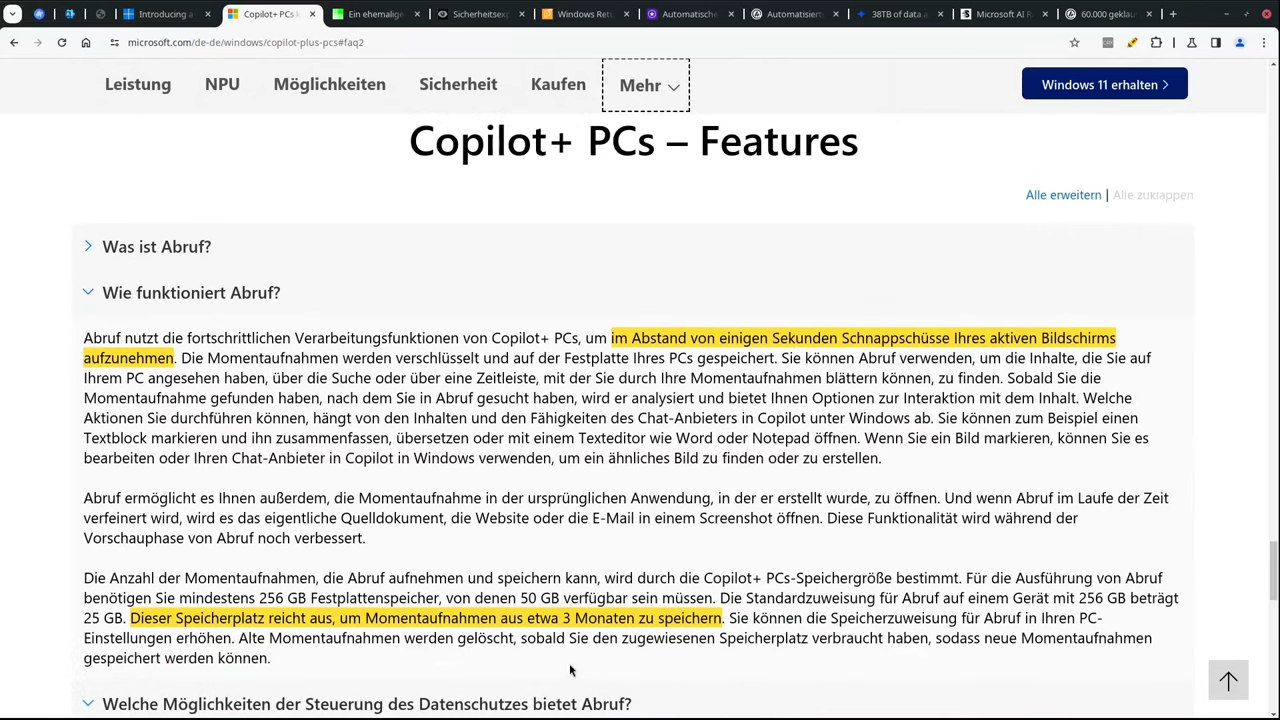 Introducing
Copilot+ PCs
Ein ehemalige
Sicherheitsexp
Windows
Automatische
Automatisiert
38TB of data
Microsoft AI
60.000 geklau
microsoft.com/de-de/windows/copilot-plus-pcs#faq2
Leistung NPU Möglichkeiten Sicherheit Kaufen Mehr Windows 11 erhalten
Copilot+ PCs – Features
Alle erweitern | Alle zuklappen
Was ist Abruf?
Wie funktioniert Abruf?
Abruf nutzt die fortschrittlichen Verarbeitungsfunktionen von Copilot+ PCs, um im Abstand von einigen Sekunden Schnappschüsse Ihres aktiven Bildschirms
aufzunehmen. Die Momentaufnahmen werden verschlüsselt und auf der Festplatte Ihres PCs gespeichert. Sie können Abruf verwenden, um die Inhalte, die Sie auf
Ihrem PC angesehen haben, über die Suche oder über eine Zeitleiste, mit der Sie durch Ihre Momentaufnahmen blättern können, zu finden. Sobald Sie die
Momentaufnahme gefunden haben, nach dem Sie in Abruf gesucht haben, wird er analysiert und bietet Ihnen Optionen zur Interaktion mit dem Inhalt. Welche
Aktionen Sie durchführen können, hängt von den Inhalten und den Fähigkeiten des Chat-Anbieters in Copilot unter Windows ab. Sie können zum Beispiel einen
Textblock markieren und ihn zusammenfassen, übersetzen oder mit einem Texteditor wie Word oder Notepad öffnen. Wenn Sie ein Bild markieren, können Sie es
bearbeiten oder Ihren Chat-Anbieter in Copilot in Windows verwenden, um ein ähnliches Bild zu finden oder zu erstellen.
Abruf ermöglicht es Ihnen außerdem, die Momentaufnahme in der ursprünglichen Anwendung, in der er erstellt wurde, zu öffnen. Und wenn Abruf im Laufe der Zeit
verfeinert wird, wird es das eigentliche Quelldokument, die Website oder die E-Mail in einem Screenshot öffnen. Diese Funktionalität wird während der
Vorschauphase von Abruf noch verbessert.
Die Anzahl der Momentaufnahmen, die Abruf aufnehmen und speichern kann, wird durch die Copilot+ PCs-Speichergröße bestimmt. Für die Ausführung von Abruf
benötigen Sie mindestens 256 GB Festplattenspeicher, von denen 50 GB verfügbar sein müssen. Die Standardzuweisung für Abruf auf einem Gerät mit 256 GB beträgt
25 GB. Dieser Speicherplatz reicht aus, um Momentaufnahmen aus etwa 3 Monaten zu speichern. Sie können die Speicherzuweisung für Abruf in Ihren PC-
Einstellungen erhöhen. Alte Momentaufnahmen werden gelöscht, sobald Sie den zugewiesenen Speicherplatz verbraucht haben, sodass neue Momentaufnahmen
gespeichert werden können.
Welche Möglichkeiten der Steuerung des Datenschutzes bietet Abruf?